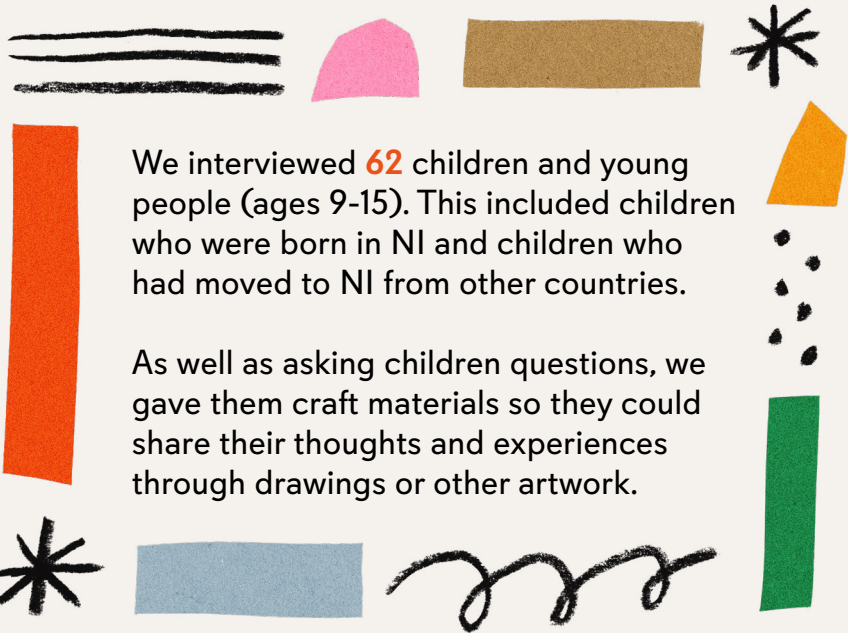 We interviewed 62 children and young
people (ages 9-15). This included children
who were born in NI and children who
had moved to NI from other countries.
As well as asking children questions, we
gave them craft materials so they could
share their thoughts and experiences
through drawings or other artwork.